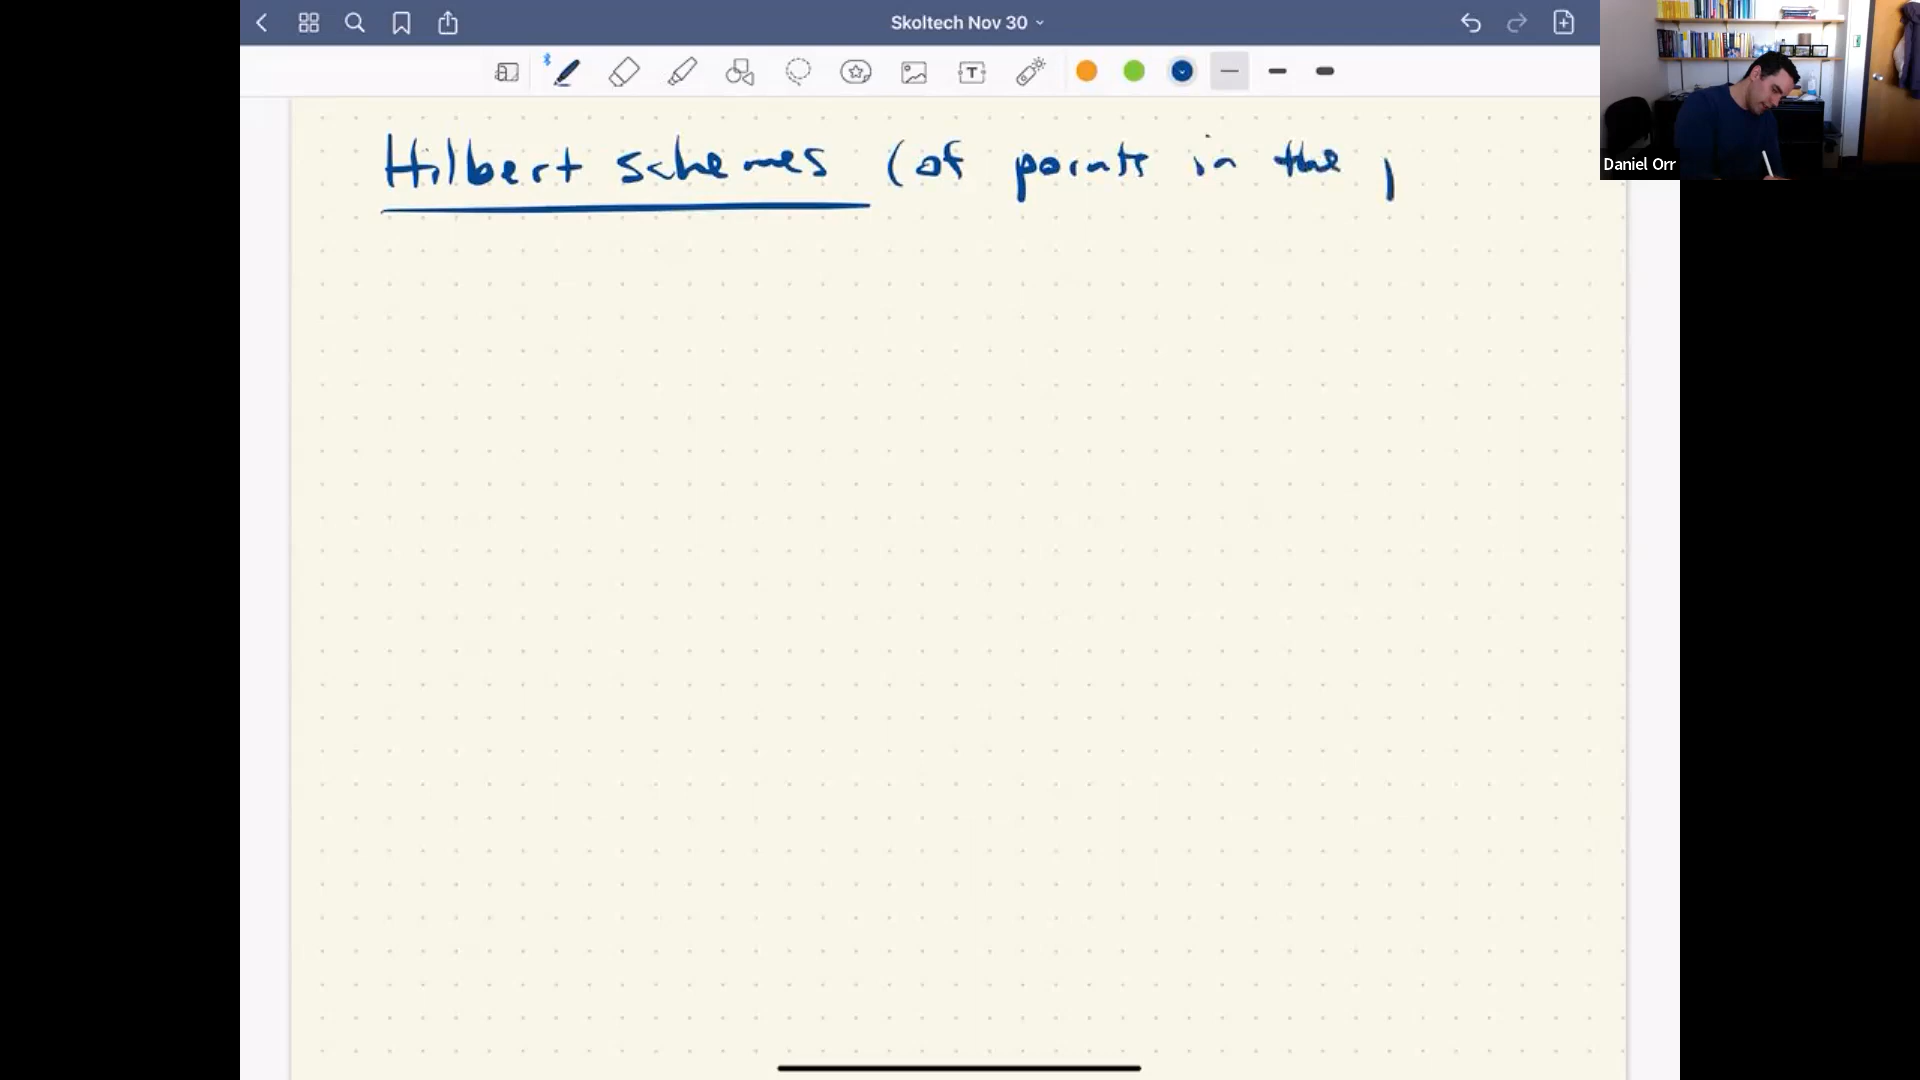 Skoltech Nov 30
Hilbert schemes (of points in the p
Daniel Orr